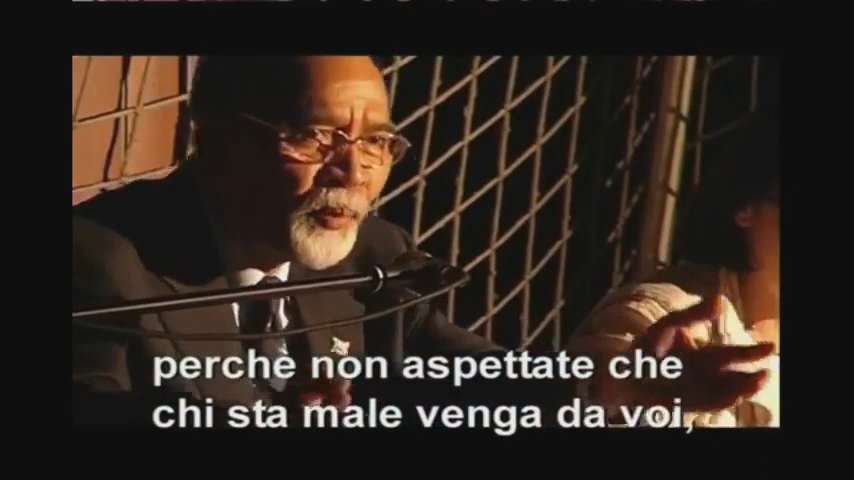 perchè non aspettate che
chi sta male venga da voi,